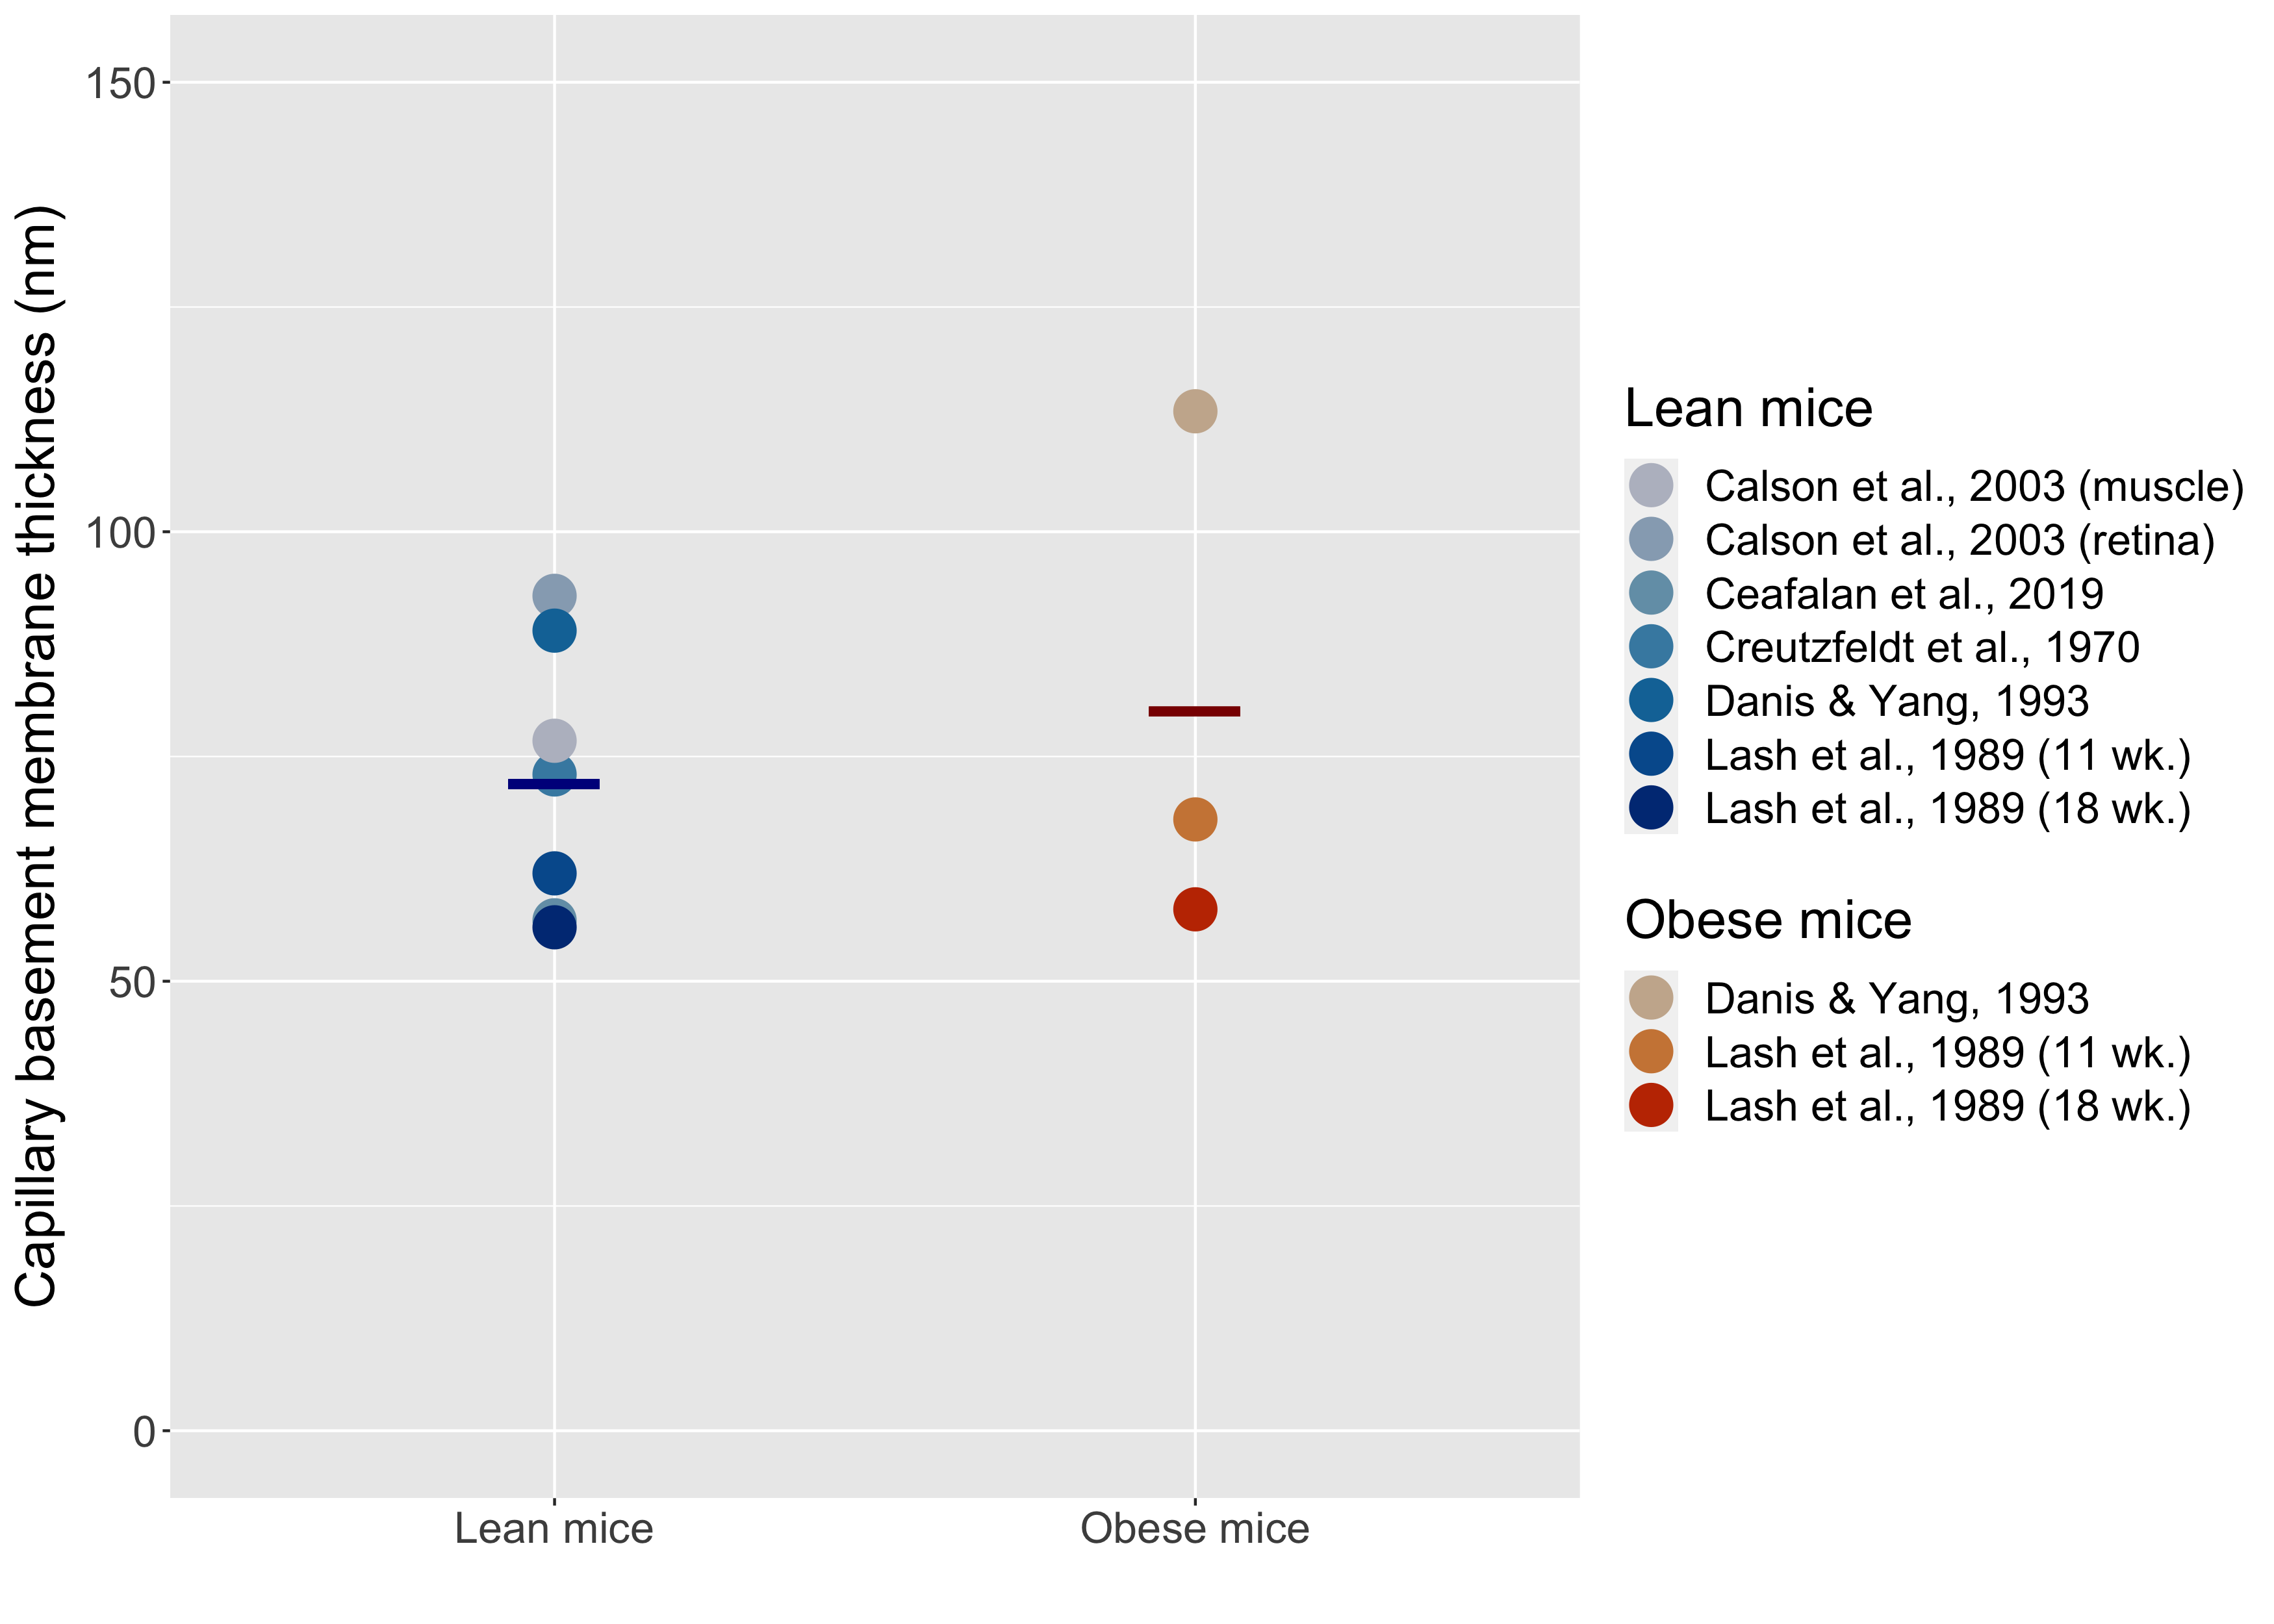 Capillary basement membrane thickness (nm)
150
100
50
0
Lean mice
Obese mice
Lean mice
Calson et al., 2003 (muscle)
Calson et al., 2003 (retina)
Ceafalan et al., 2019
Creutzfeldt et al., 1970
Danis & Yang, 1993
Lash et al., 1989 (11 wk.)
Lash et al., 1989 (18 wk.)
Obese mice
Danis & Yang, 1993
Lash et al., 1989 (11 wk.)
Lash et al., 1989 (18 wk.)